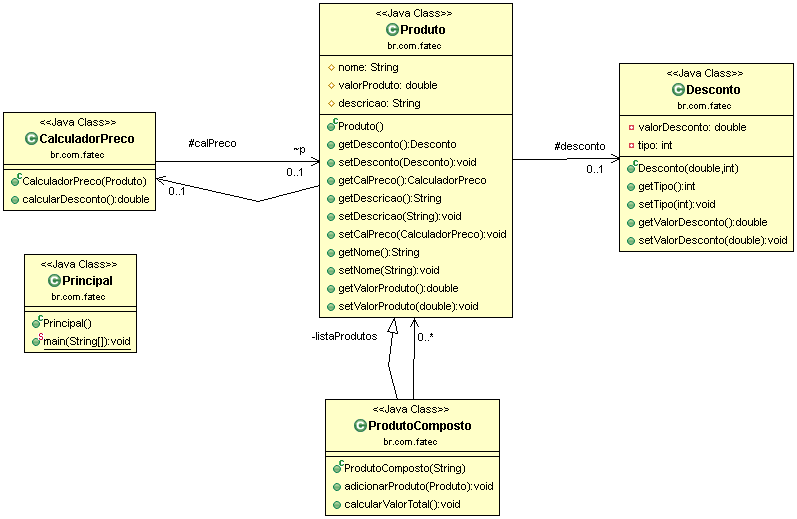 <<Java Class>>
Produto
br.com.fatec
nome: String
valorProduto: double
descricao: String
Produto()
getDesconto():Desconto
setDesconto(Desconto):void
getCalPreco():CalculadorPreco
getDescricao():String
setDescricao(String):void
setCalPreco(CalculadorPreco):void
getNome():String
setNome(String):void
getValorProduto():double
setValorProduto(double):void
<<Java Class>>
Desconto
br.com.fatec
valorDesconto: double
tipo: int
Desconto(double,int)
getTipo():int
setTipo(int):void
getValorDesconto():double
setValorDesconto(double):void
<<Java Class>>
CalculadorPreco
br.com.fatec
CalculadorPreco(Produto)
calcularDesconto():double
#calPreco
~p
0..1
0..1
#desconto
0..1
<<Java Class>>
Principal
br.com.fatec
Principal()
main(String[]):void
-listaProdutos
0..*
<<Java Class>>
ProdutoComposto
br.com.fatec
ProdutoComposto(String)
adicionarProduto(Produto):void
calcularValorTotal():void